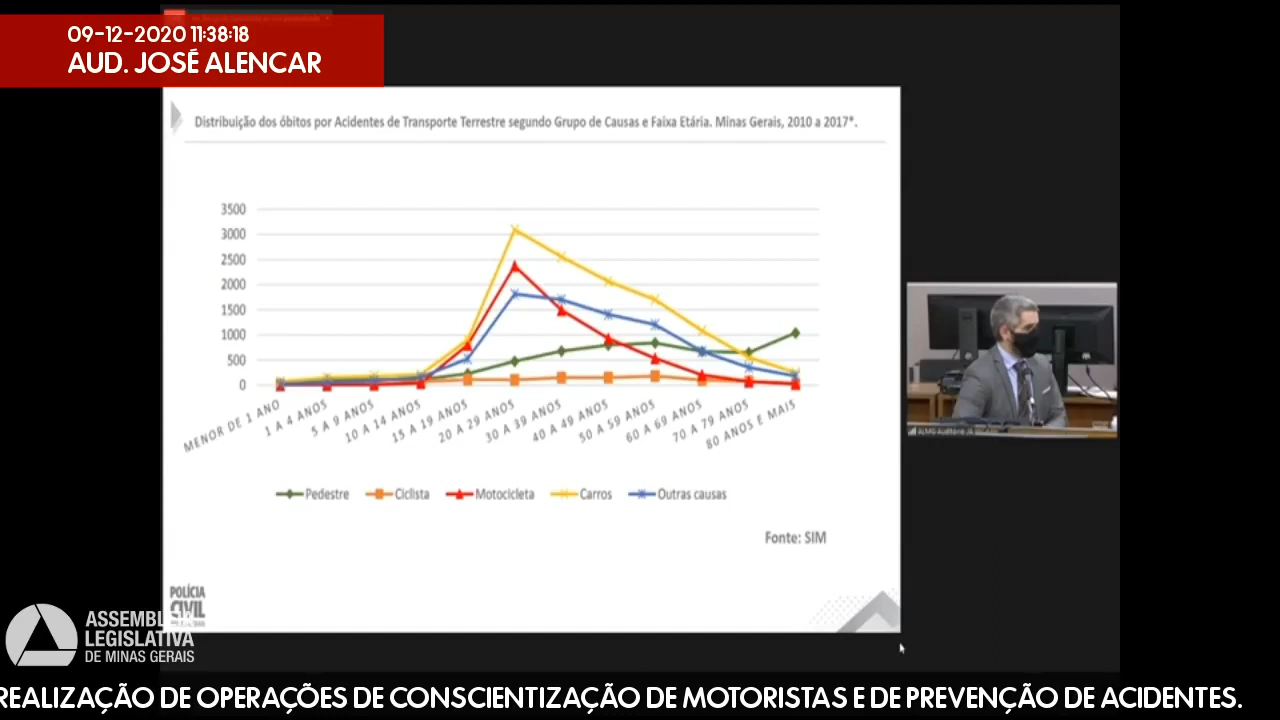 09-12-2020 11:38:18
AUD. JOSÉ ALENCAR
Distribuição dos óbitos por Acidentes de Transporte Terrestre segundo Grupo de Causas e Faixa Etária. Minas Gerais, 2010 a 2017*.
3500
3000
2500
2000
1500
1000
500
0
MENOR DE 1 ANO
1 A 4 ANOS
5 A 9 ANOS
10 A 14 ANOS
15 A 19 ANOS
20 A 29 ANOS
30 A 39 ANOS
40 A 49 ANOS
50 A 59 ANOS
60 A 69 ANOS
70 A 79 ANOS
80 ANOS E MAIS
Pedestre Ciclista Motocicleta Carros Outras causas
Fonte: SIM
POLÍCIA
CIVIL
ASSEMBLEIA
LEGISLATIVA
DE MINAS GERAIS
REALIZAÇÃO DE OPERAÇÕES DE CONSCIENTIZAÇÃO DE MOTORISTAS E DE PREVENÇÃO DE ACIDENTES.